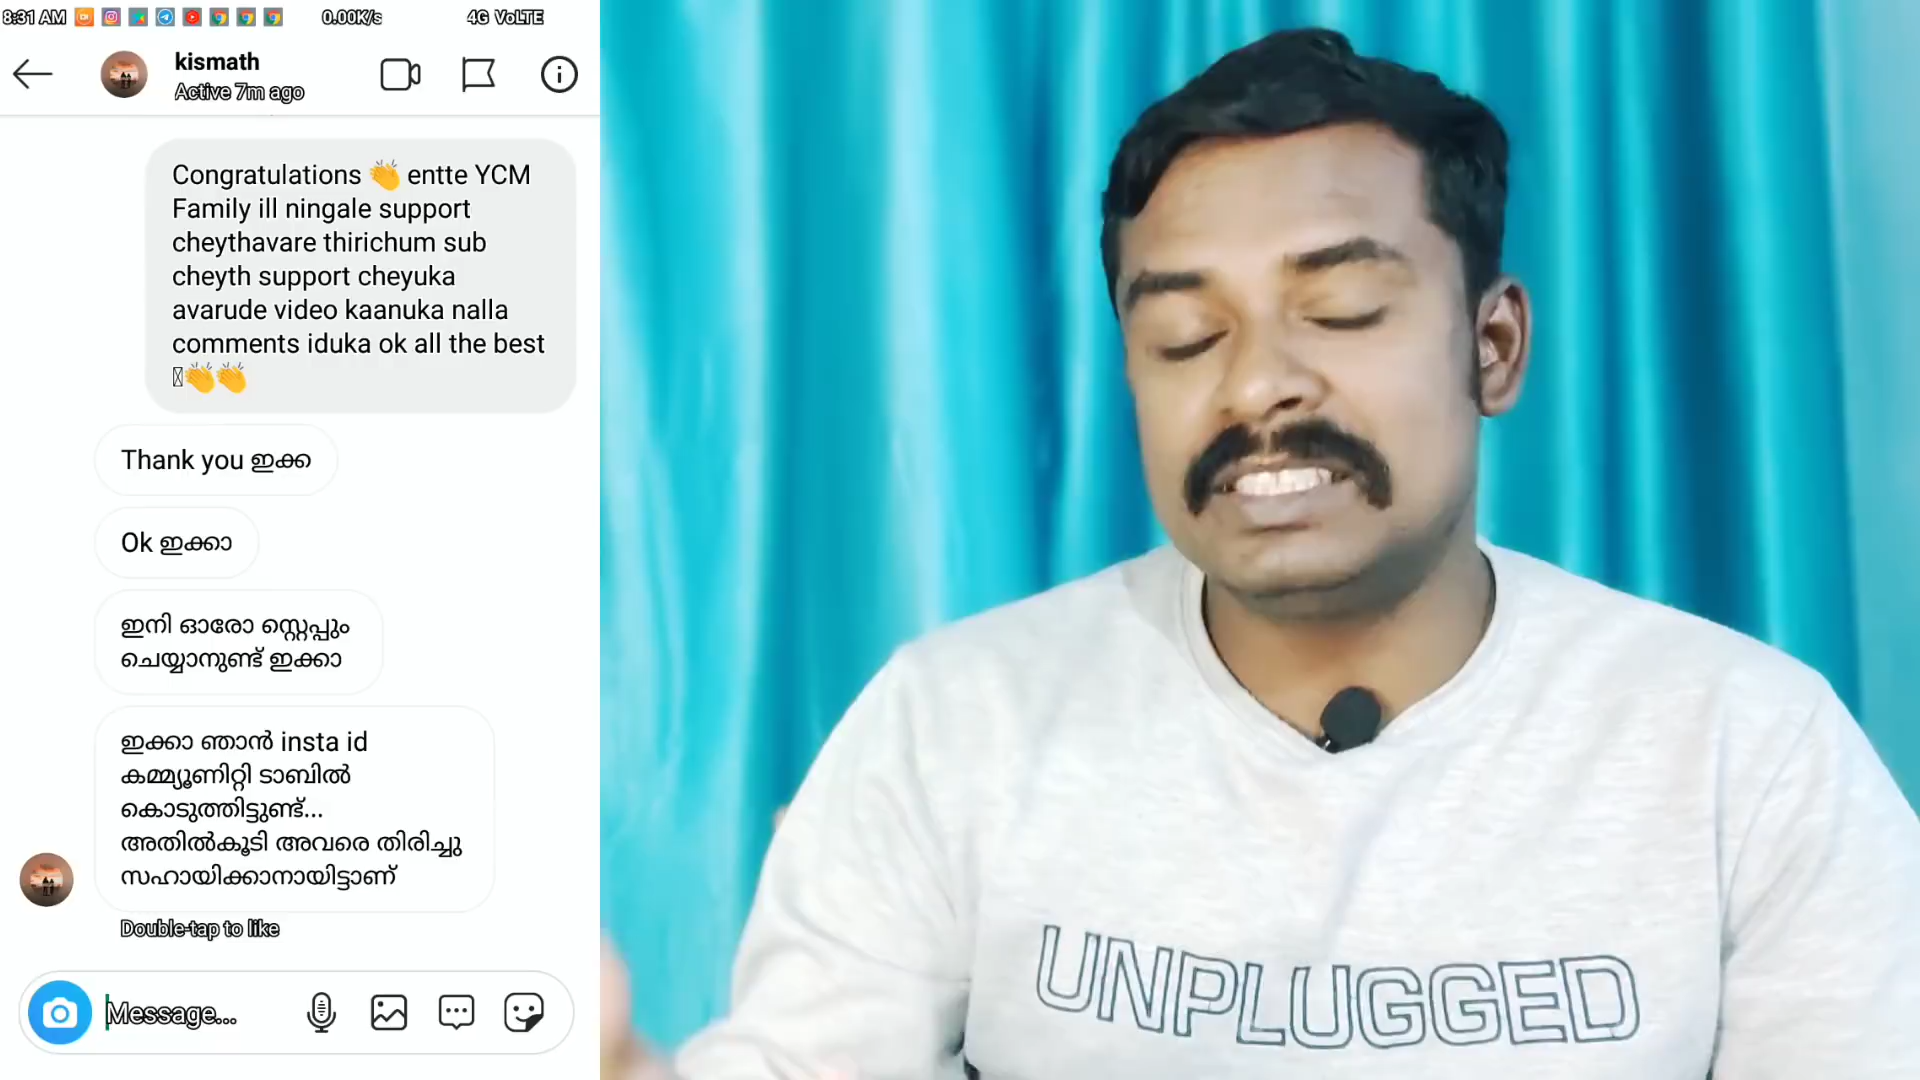 8:31 AM
0.00K/s
4G VoLTE
kismath
Active 7m ago
Congratulations 👏 entte YCM
Family ill ningale support
cheythavare thirichum sub
cheyth support cheyuka
avarude video kaanuka nalla
comments iduka ok all the best
👏👏
Thank you ഇക്ക
Ok ഇക്കാ
ഇനി ഓരോ സ്റ്റെപ്പും
ചെയ്യാനുണ്ട് ഇക്കാ
ഇക്കാ ഞാൻ insta id
കമ്മ്യൂണിറ്റി ടാബിൽ
കൊടുത്തിട്ടുണ്ട്...
അതിൽകൂടി അവരെ തിരിച്ചു
സഹായിക്കാനായിട്ടാണ്
Double-tap to like
Message...
UNPLUGGED